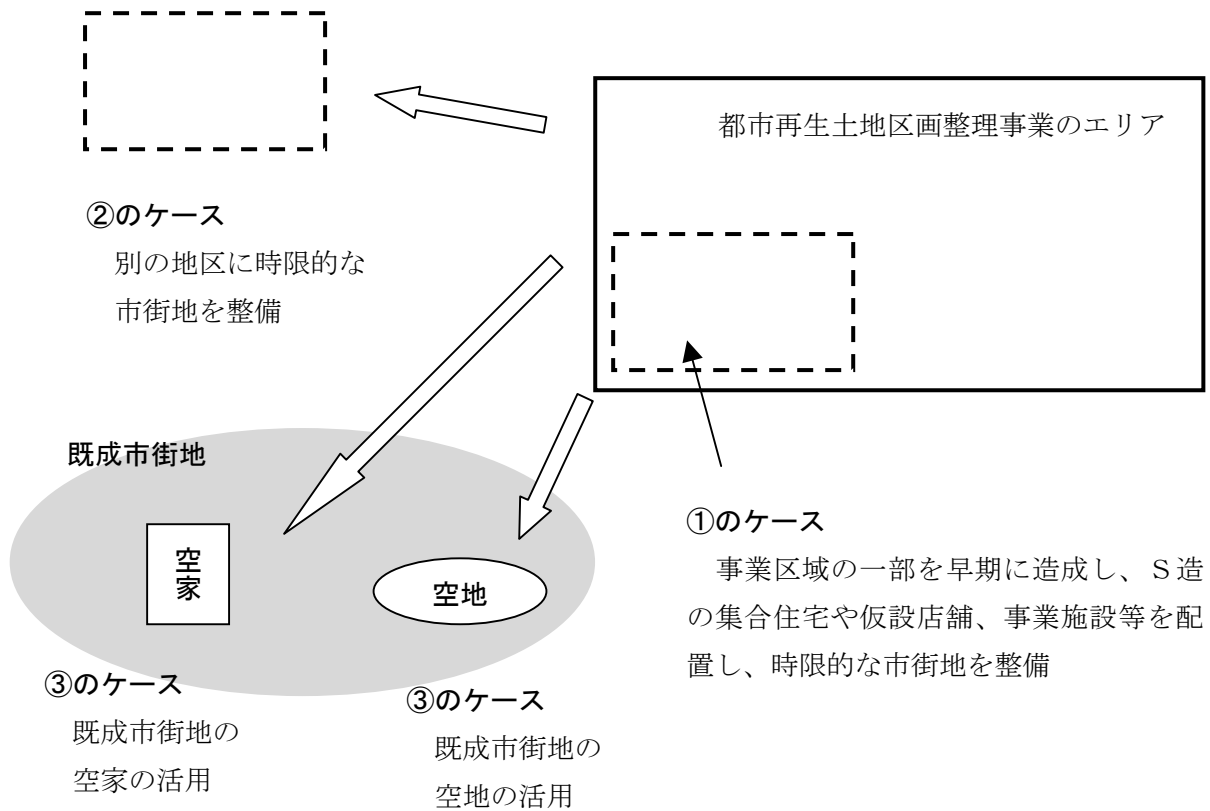 都市再生土地区画整理事業のエリア
②のケース
別の地区に時限的な
市街地を整備
既成市街地
空家
空地
①のケース
事業区域の一部を早期に造成し、S造
の集合住宅や仮設店舗、事業施設等を配
置し、時限的な市街地を整備
③のケース
既成市街地の
空家の活用
③のケース
既成市街地の
空地の活用